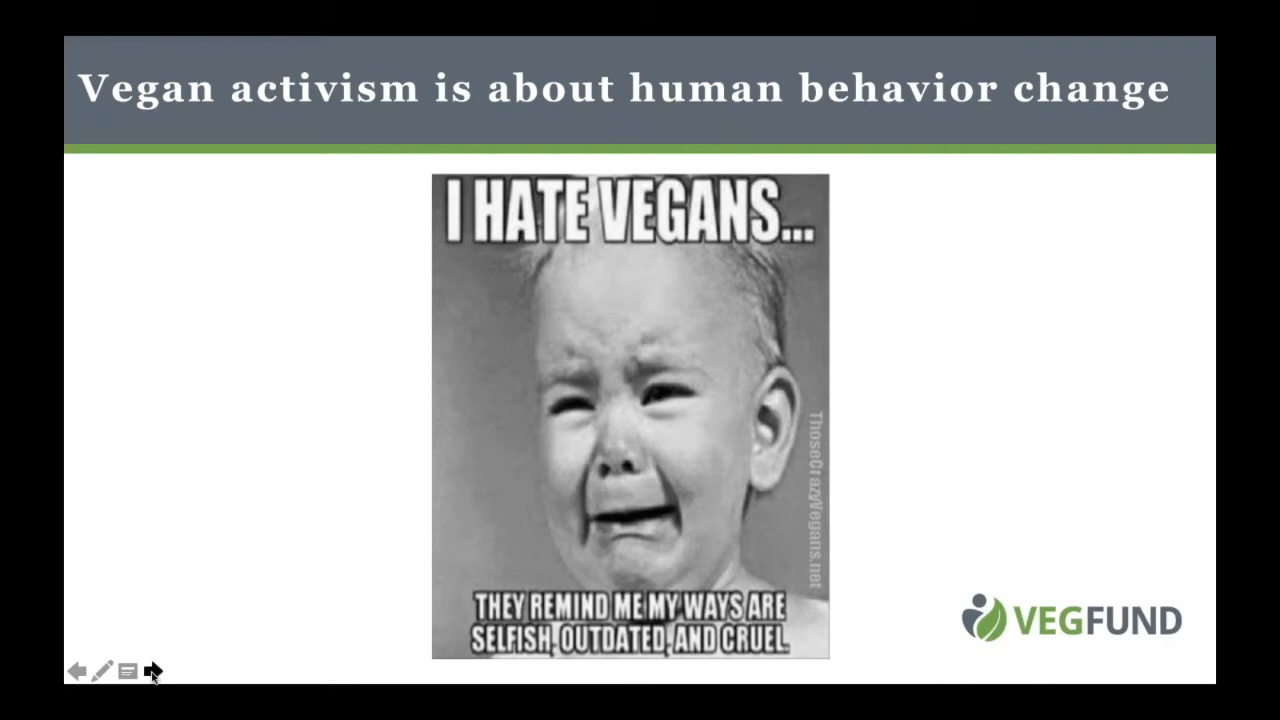 Vegan activism is about human behavior change
I HATE VEGANS...
ThoseCrazyVegans.net
THEY REMIND ME MY WAYS ARE
SELFISH, OUTDATED, AND CRUEL.
VEGFUND